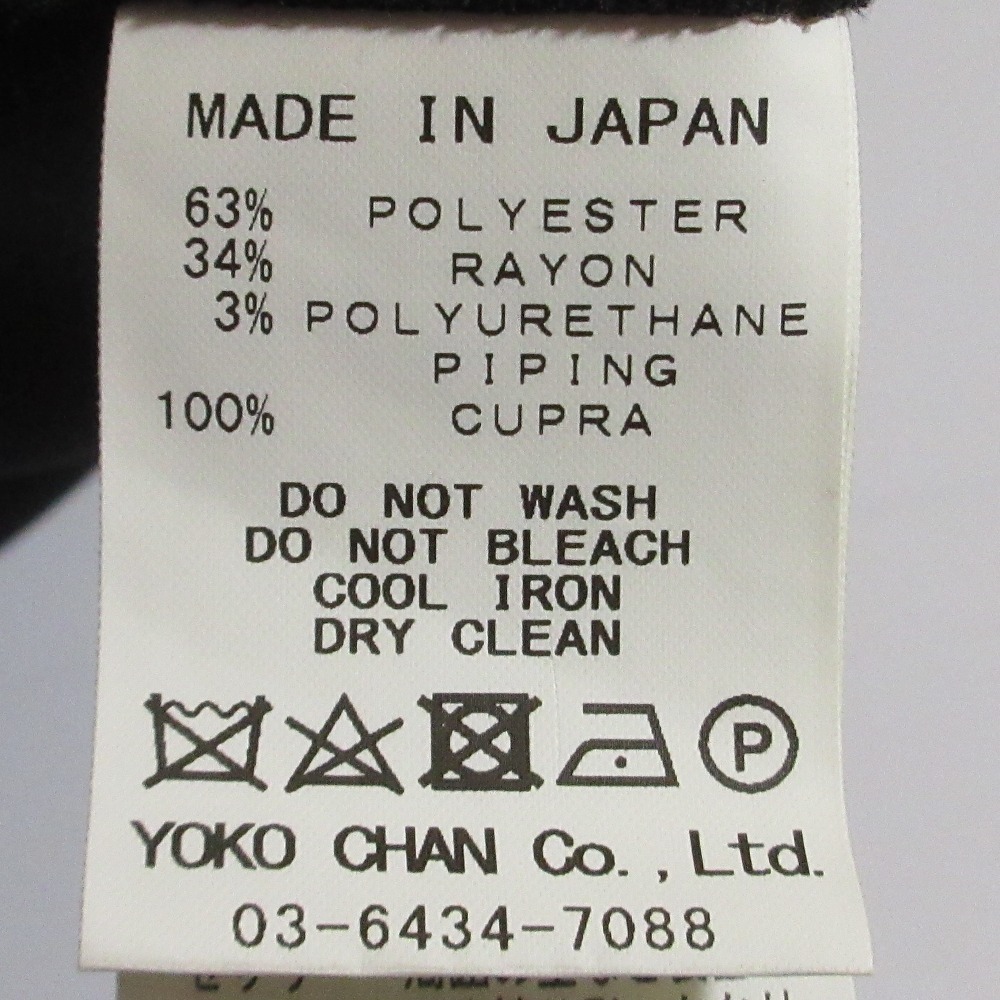 MADE IN JAPAN
63% POLYESTER
34% RAYON
3% POLYURETHANE
PIPING
100% CUPRA
DO NOT WASH
DO NOT BLEACH
COOL IRON
DRY CLEAN
P
YOKO CHAN Co., Ltd.
03-6434-7088